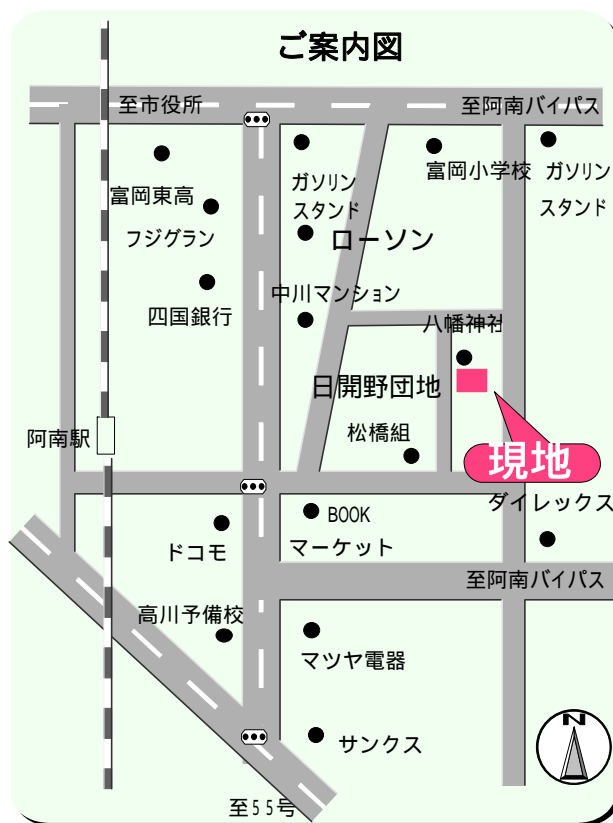 ご案内図
至市役所
至阿南バイパス
富岡東高
ガソリン
スタンド
富岡小学校
ガソリン
スタンド
フジグラン
ローソン
四国銀行
中川マンション
八幡神社
日開野団地
阿南駅
松橋組
現地
ダイレックス
BOOK
マーケット
ドコモ
至阿南バイパス
高川予備校
マツヤ電器
サンクス
N
至55号